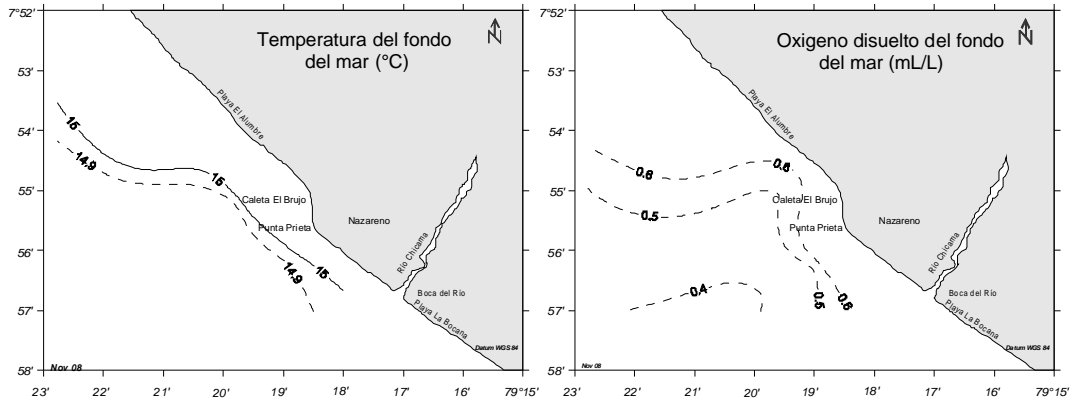 7°52'
53'
54'
55'
56'
57'
58'
23'
22'
21'
20'
19'
18'
17'
16'
79°15'
Temperatura del fondo
del mar (°C)
N
Playa El Alumbre
15
14.9
15
Caleta El Brujo
Punta Prieta
Nazareno
14.9
15
Río Chicama
Boca del Río
Playa La Bocana
Datum WGS 84
Nov 08
7°52'
53'
54'
55'
56'
57'
58'
23'
22'
21'
20'
19'
18'
17'
16'
79°15'
Oxigeno disuelto del fondo
del mar (mL/L)
N
Playa El Alumbre
0.6
0.6
0.5
Caleta El Brujo
Punta Prieta
Nazareno
0.4
0.5
0.6
Río Chicama
Boca del Río
Playa La Bocana
Datum WGS 84
Nov 08